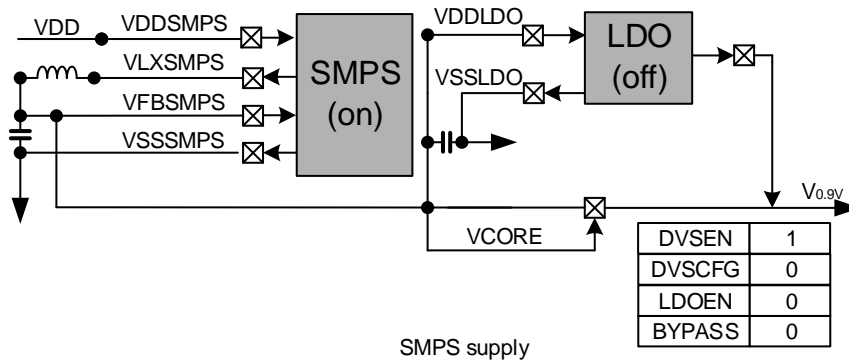 VDD VDDSMPS
VLXSMPS
VFBSMPS
VSSSMPS
SMPS
(on)
VDDLDO
VSSLDO
LDO
(off)
V0.9V
VCORE
DVSEN 1
DVSCFG 0
LDOEN 0
BYPASS 0
SMPS supply